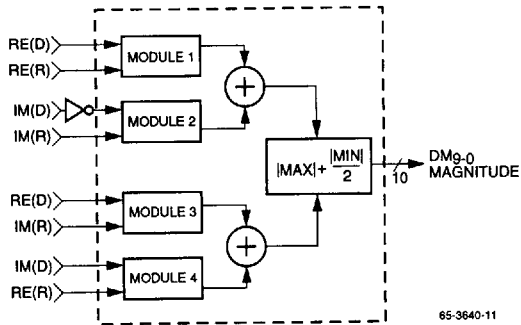 RE(D)
RE(R)
MODULE 1
IM(D)
IM(R)
MODULE 2
+
|MAX| + |MIN|/2
10
DM9-0
MAGNITUDE
RE(D)
IM(R)
MODULE 3
+
IM(D)
RE(R)
MODULE 4
65-3640-11